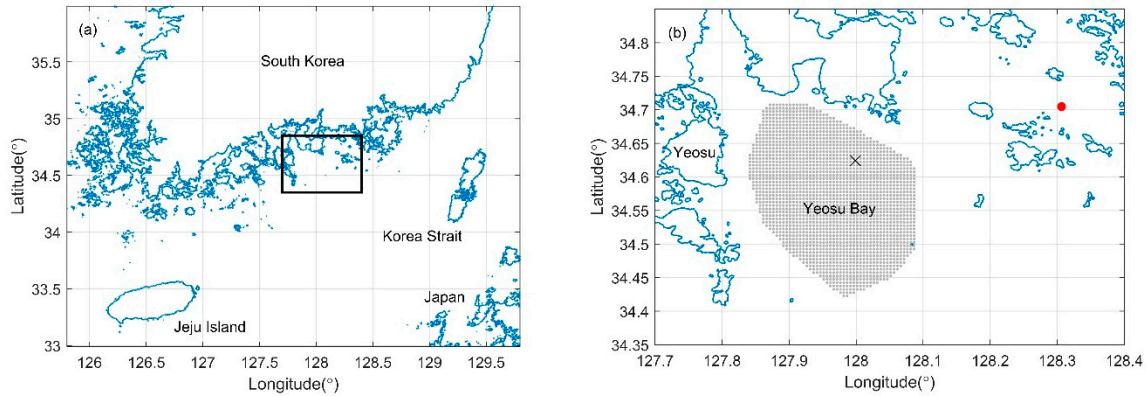 (a)
South Korea
Korea Strait
Japan
Jeju Island
35.5
35
34.5
34
33.5
33
126 126.5 127 127.5 128 128.5 129 129.5
Latitude(°)
Longitude(°)
(b)
Yeosu
Yeosu Bay
34.8
34.75
34.7
34.65
34.6
34.55
34.5
34.45
34.4
34.35
127.7 127.8 127.9 128 128.1 128.2 128.3 128.4
Latitude(°)
Longitude(°)